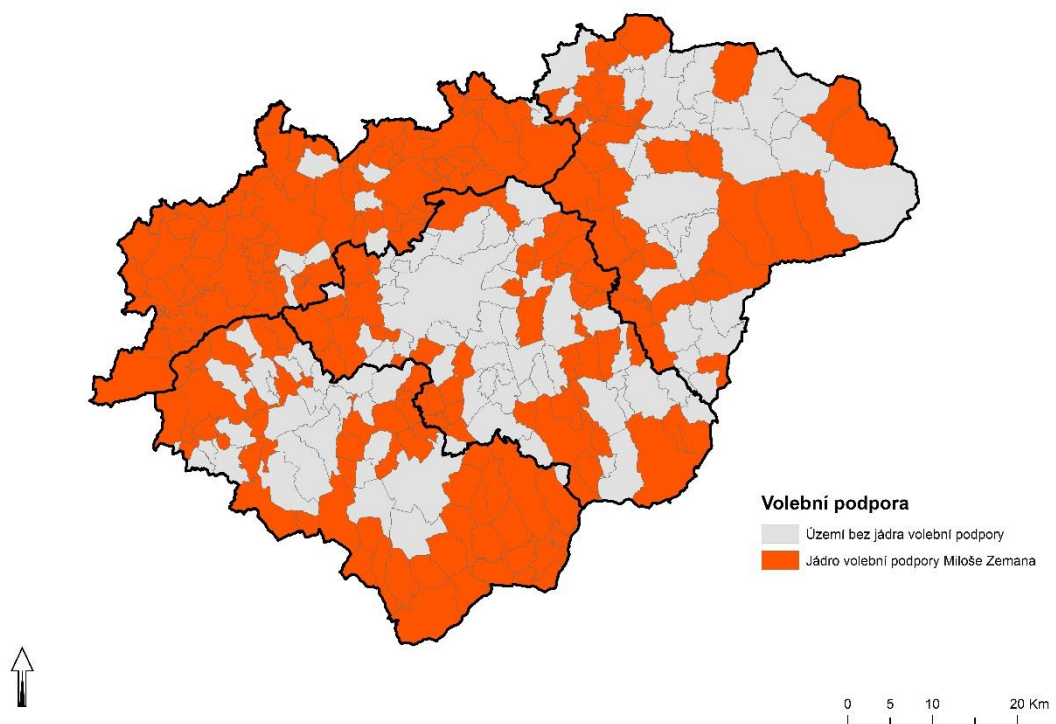 Volební podpora
Území bez jádra volební podpory
Jádro volební podpory Miloše Zemana
0 5 10 20 Km